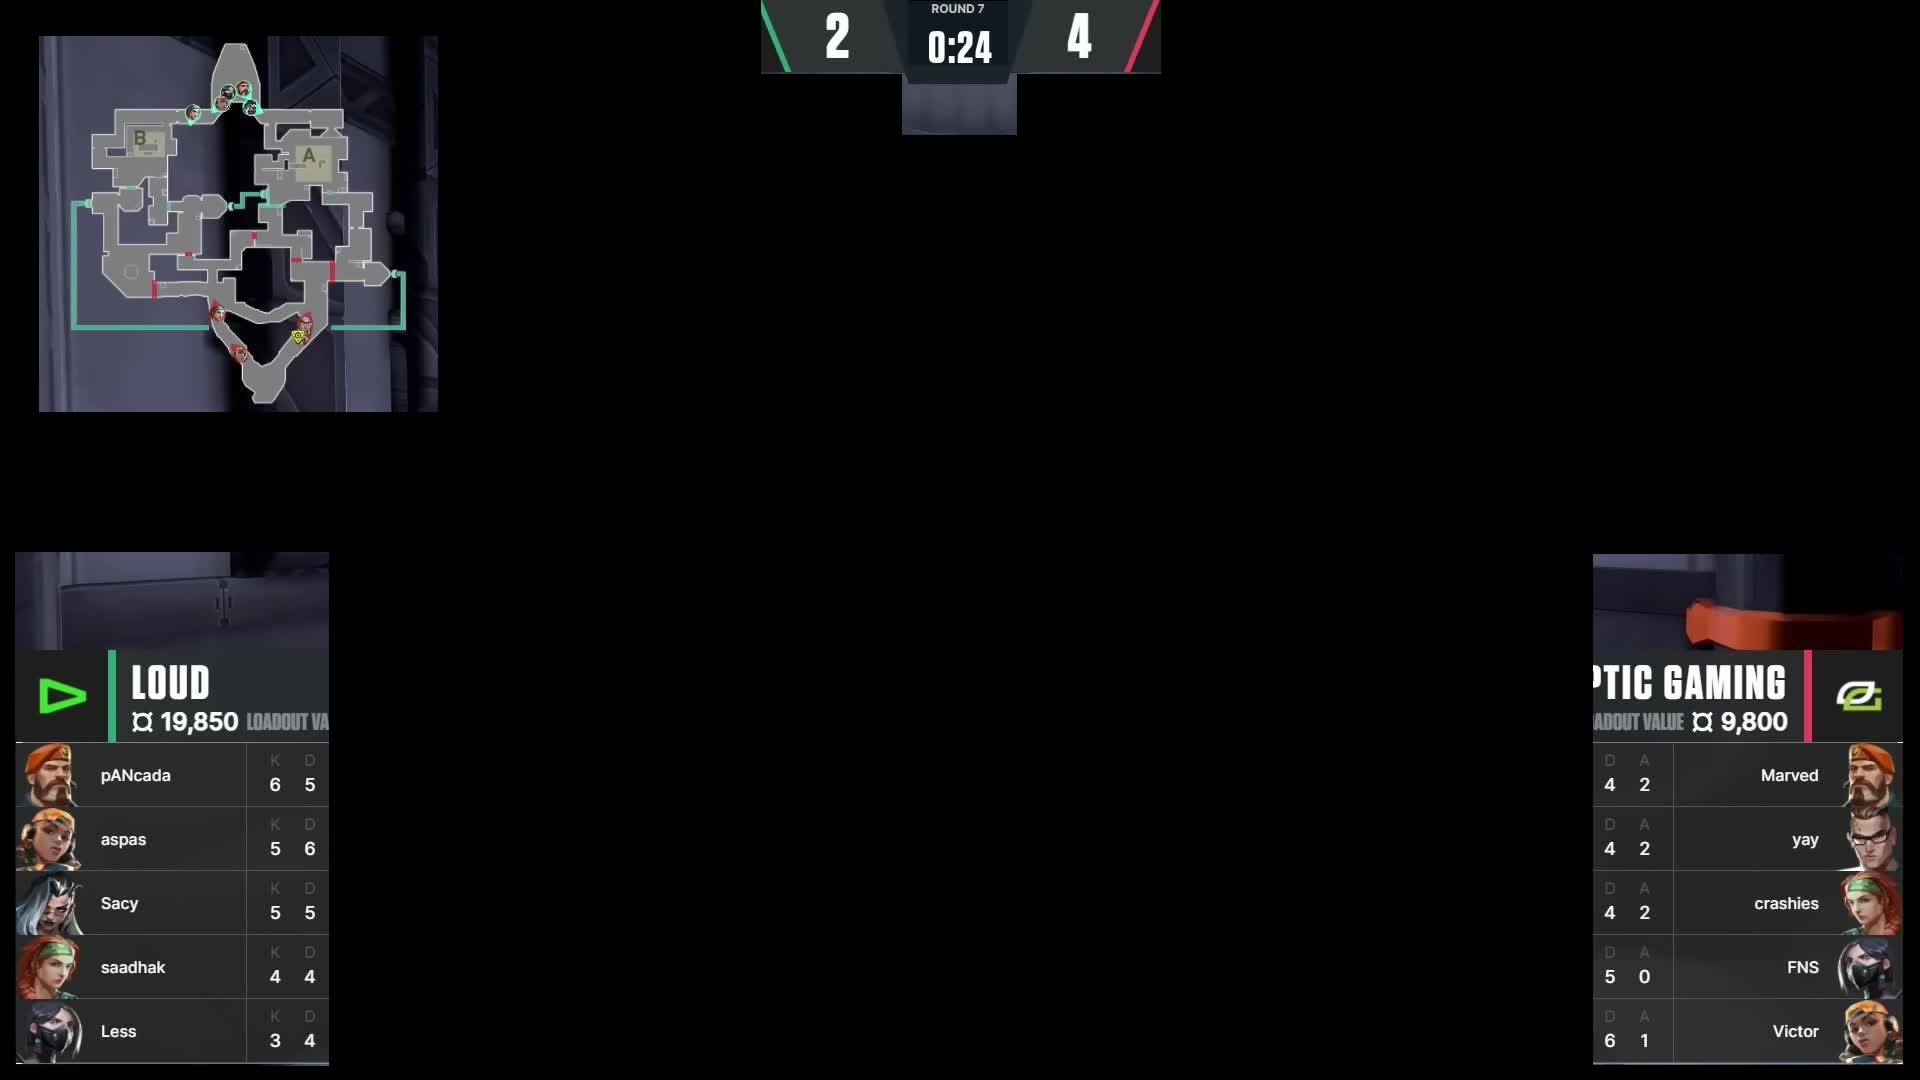 ROUND 7
2
0:24
4
B
A
LOUD
¤ 19,850 LOADOUT VA
K D
pANcada
6 5
K D
aspas
5 6
K D
Sacy
5 5
K D
saadhak
4 4
K D
Less
3 4
PTIC GAMING
ADOUT VALUE ¤ 9,800
D A
Marved
4 2
D A
yay
4 2
D A
crashies
4 2
D A
FNS
5 0
D A
Victor
6 1